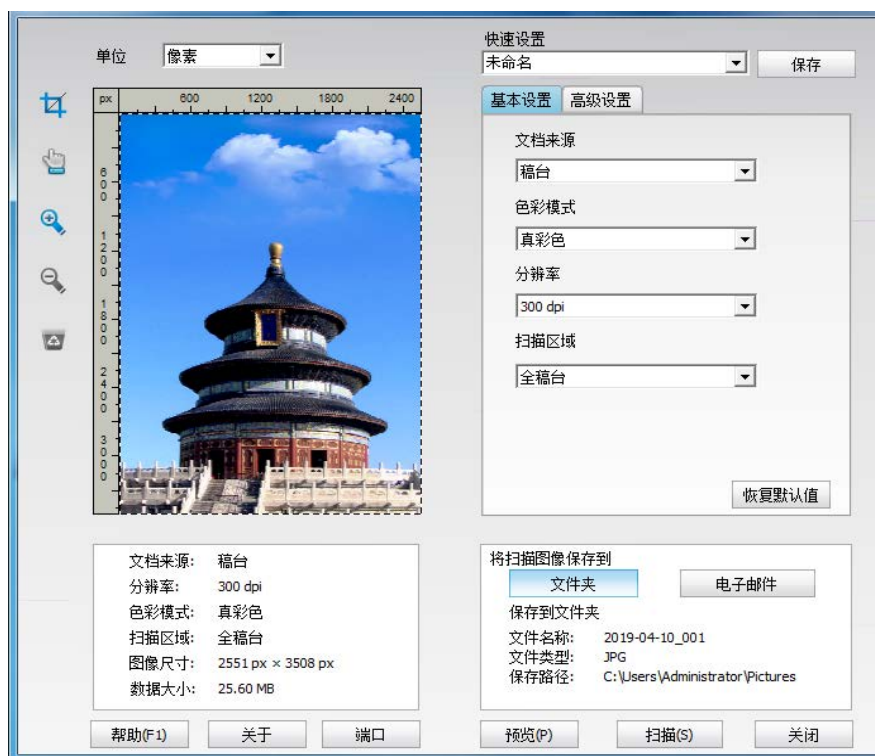 单位 像素
px 600 1200 1800 2400
600
1200
1800
2400
3000
快速设置
未命名 保存
基本设置 高级设置
文档来源
稿台
色彩模式
真彩色
分辨率
300 dpi
扫描区域
全稿台
恢复默认值
文档来源: 稿台
分辨率: 300 dpi
色彩模式: 真彩色
扫描区域: 全稿台
图像尺寸: 2551 px × 3508 px
数据大小: 25.60 MB
将扫描图像保存到
文件夹 电子邮件
保存到文件夹
文件名称: 2019-04-10_001
文件类型: JPG
保存路径: C:\Users\Administrator\Pictures
帮助(F1) 关于 端口 预览(P) 扫描(S) 关闭